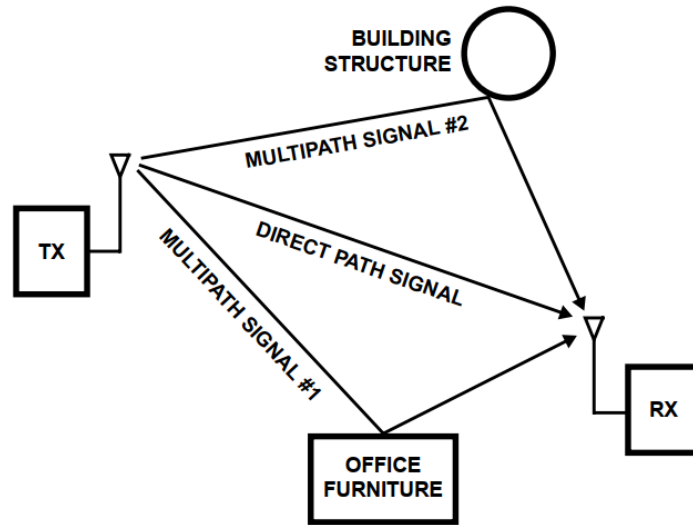 BUILDING
STRUCTURE
MULTIPATH SIGNAL #2
TX
DIRECT PATH SIGNAL
MULTIPATH SIGNAL #1
RX
OFFICE
FURNITURE